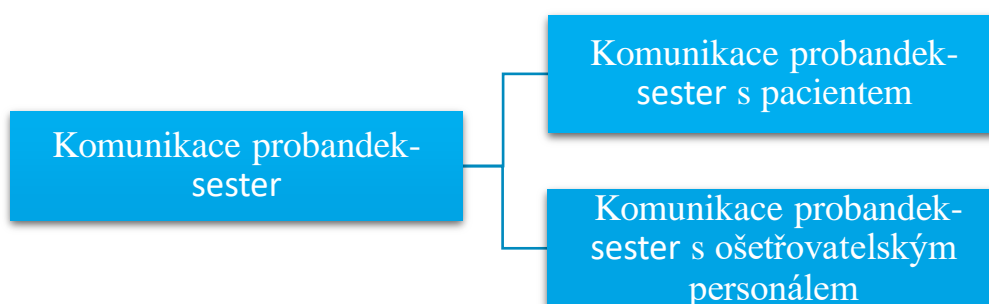 Komunikace probandek-
sester s pacientem
Komunikace probandek-
sester
Komunikace probandek-
sester s ošetřovatelským
personálem